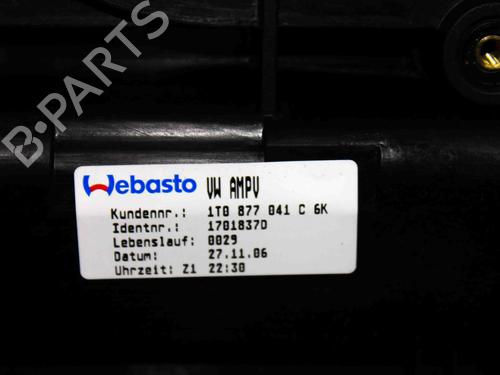 B-PARTS
Webasto VW AMPV
Kundennr.: 1T0 877 041 C 6K
Identnr.: 1701837D
Lebenslauf: 0029
Datum: 27.11.06
Uhrzeit: Z1 22:30